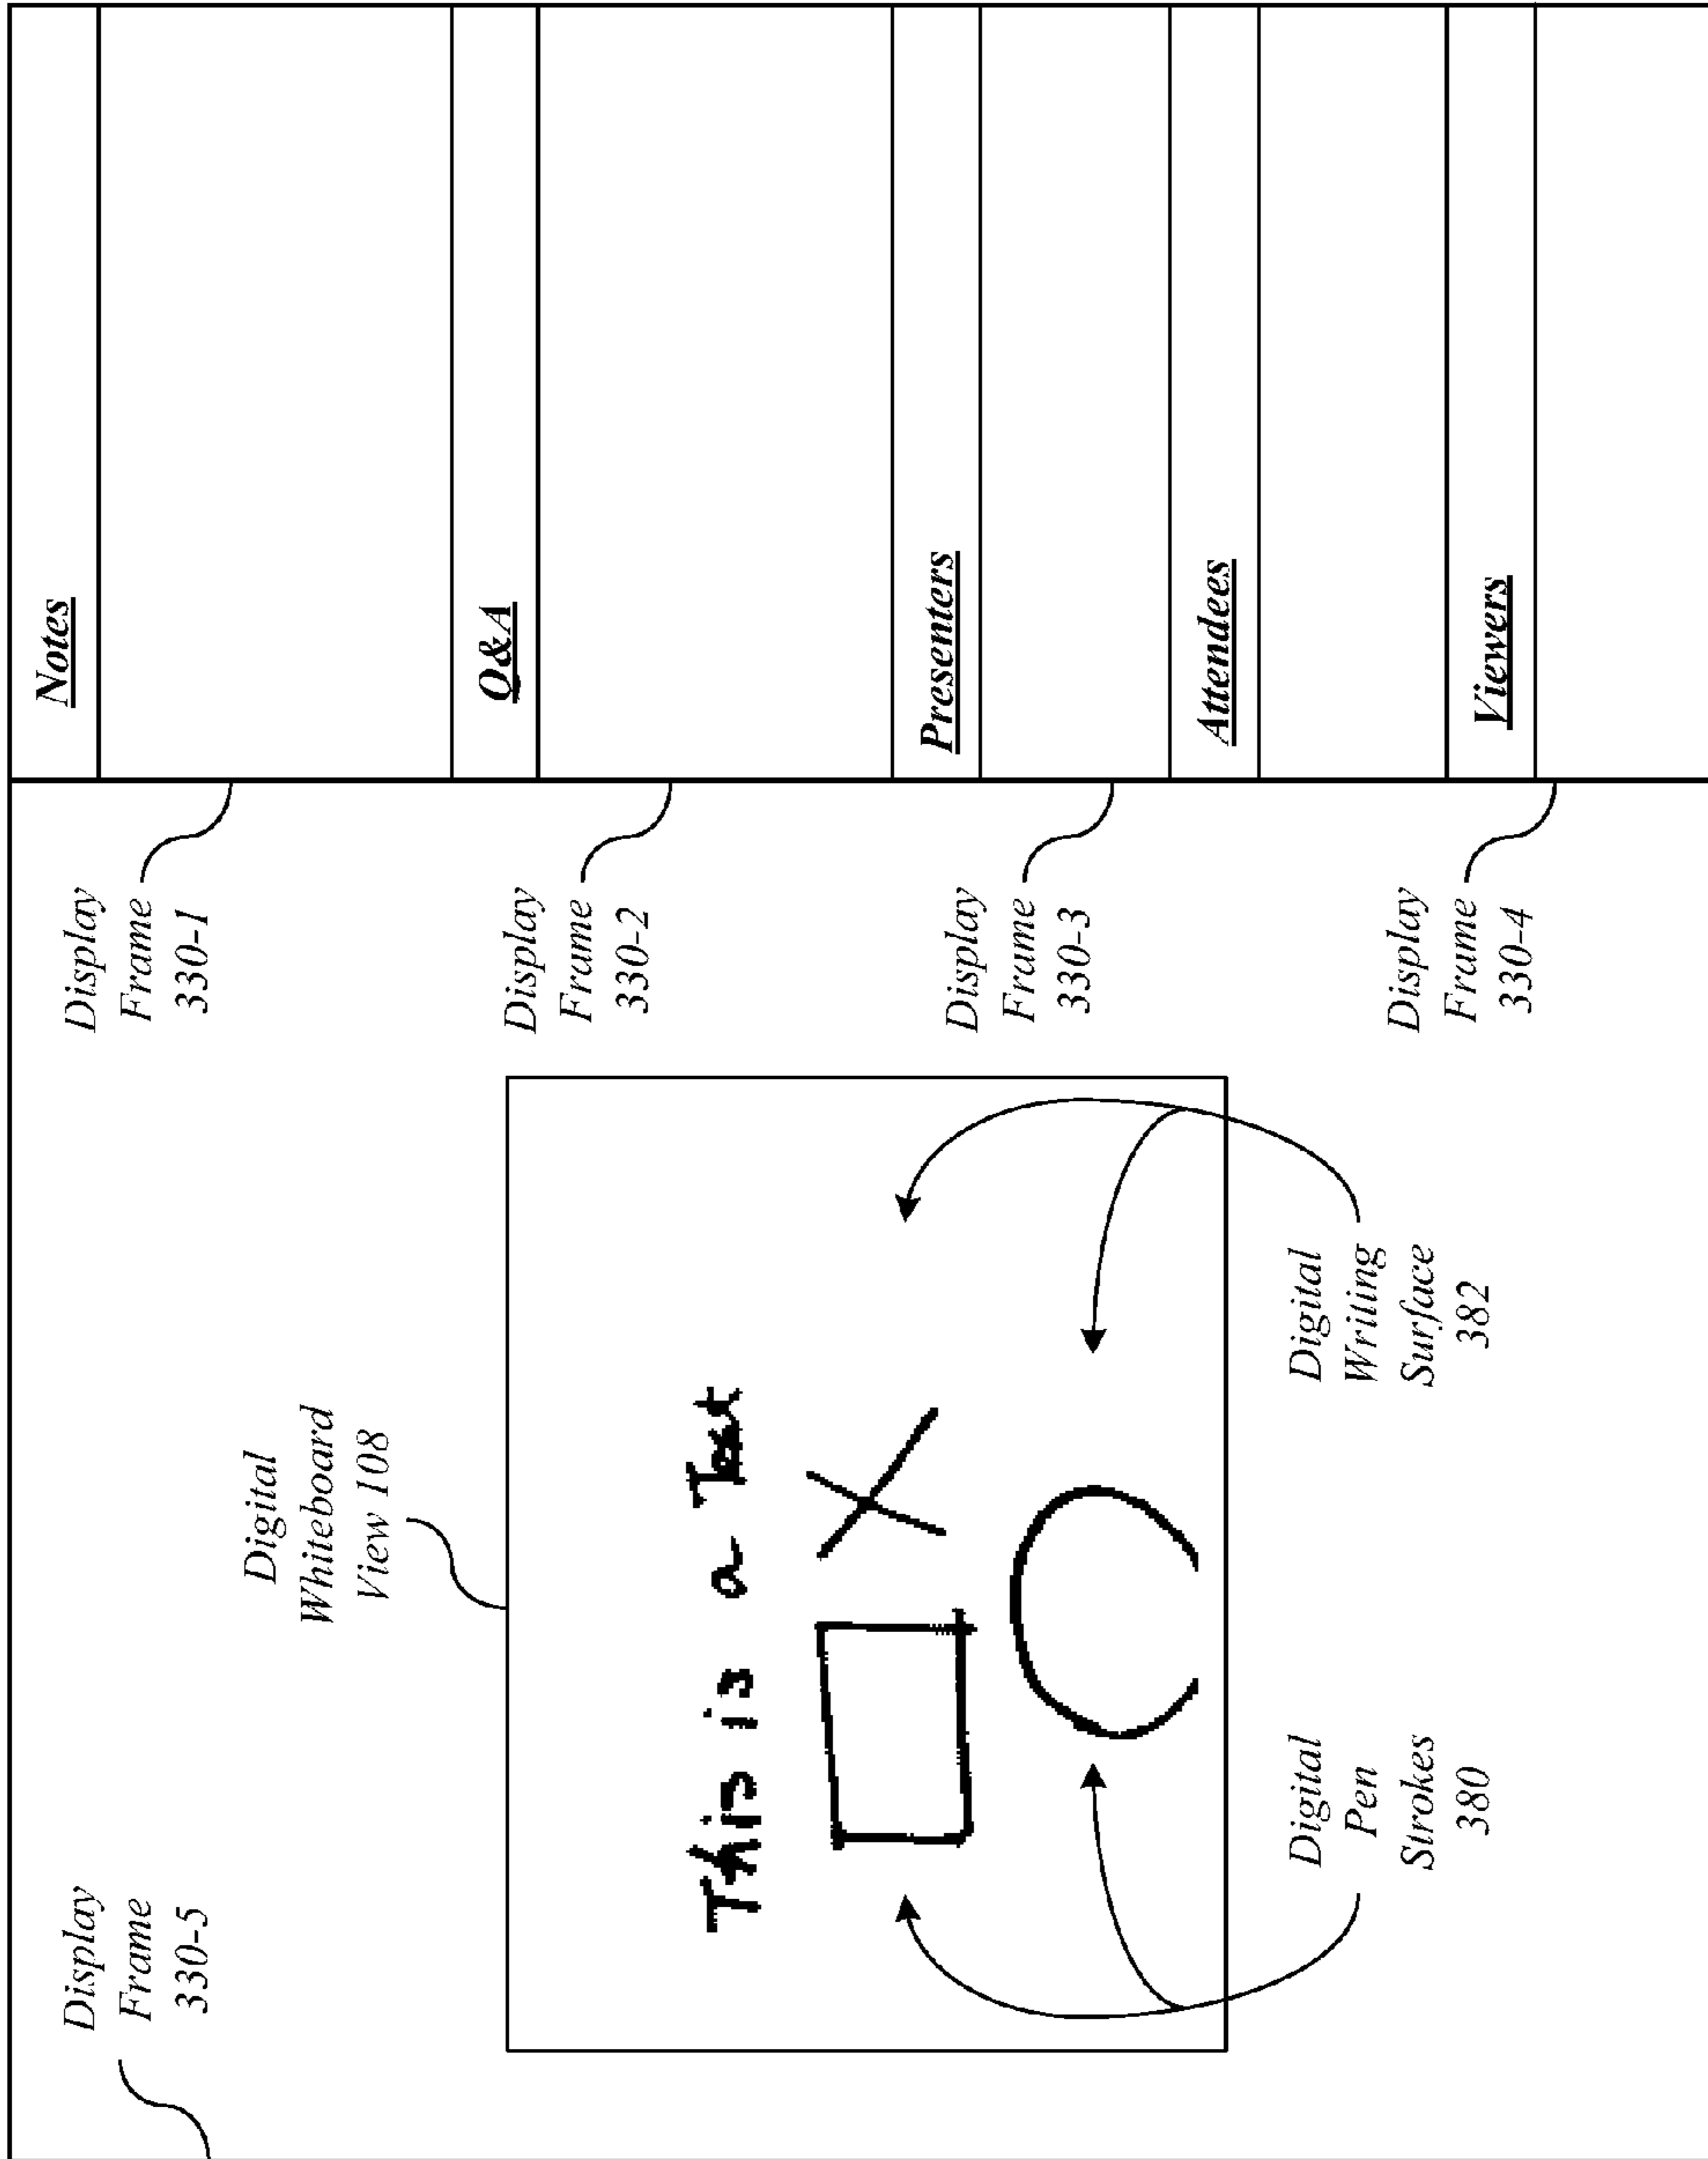 Display
Frame
330-5
Digital
Whiteboard
View 108
This is a Test
Digital
Pen
Strokes
380
Digital
Writing
Surface
382
Display
Frame
330-1
Display
Frame
330-2
Display
Frame
330-3
Display
Frame
330-4
Notes
Q&A
Presenters
Attendees
Viewers